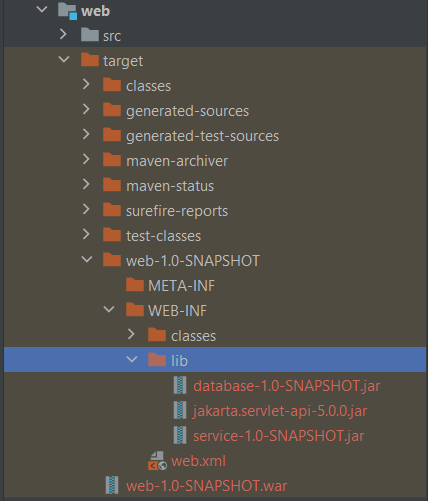 web
src
target
classes
generated-sources
generated-test-sources
maven-archiver
maven-status
surefire-reports
test-classes
web-1.0-SNAPSHOT
META-INF
WEB-INF
classes
lib
database-1.0-SNAPSHOT.jar
jakarta.servlet-api-5.0.0.jar
service-1.0-SNAPSHOT.jar
web.xml
web-1.0-SNAPSHOT.war